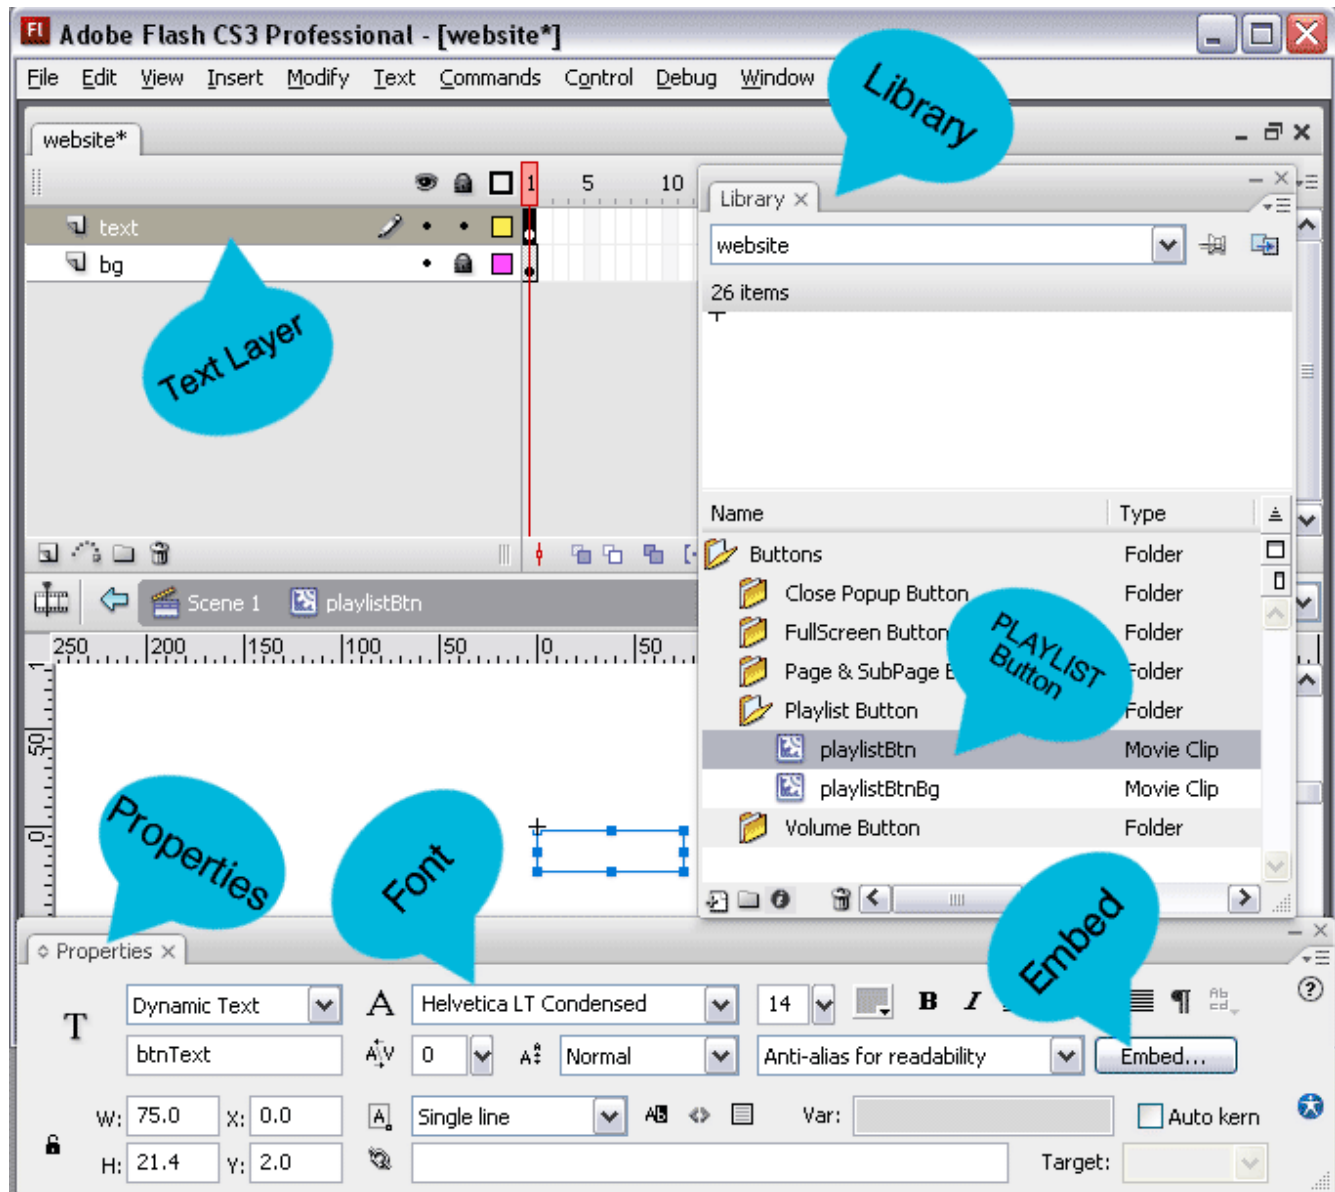 Fl Adobe Flash CS3 Professional - [website*]
File Edit View Insert Modify Text Commands Control Debug Window
Library
website*
1 5 10
Library
text
website
bg
26 items
Text Layer
Name Type
Buttons Folder
Close Popup Button Folder
Scene 1 playlistBtn
FullScreen Button Folder
PLAYLIST
Button
250 200 150 100 50 0 50
Page & SubPage Folder
Playlist Button Folder
50
playlistBtn Movie Clip
playlistBtnBg Movie Clip
Properties
0
Volume Button Folder
Font
Embed
Properties
Dynamic Text A Helvetica LT Condensed 14 B I
T
btnText A V 0 A Normal Anti-alias for readability Embed...
W: 75.0 X: 0.0 A Single line AB <> Var: Auto kern
H: 21.4 Y: 2.0 Target: